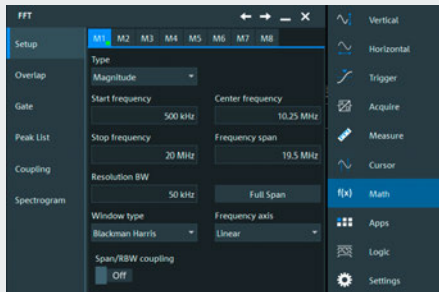 FFT
Setup
Overlap
Gate
Peak List
Coupling
Spectrogram
M1 M2 M3 M4 M5 M6 M7 M8
Type
Magnitude
Start frequency Center frequency
500 kHz 10.25 MHz
Stop frequency Frequency span
20 MHz 19.5 MHz
Resolution BW
50 kHz Full Span
Window type Frequency axis
Blackman Harris Linear
Span/RBW coupling
Off
Vertical
Horizontal
Trigger
Acquire
Measure
Cursor
f(x) Math
Apps
Logic
Settings